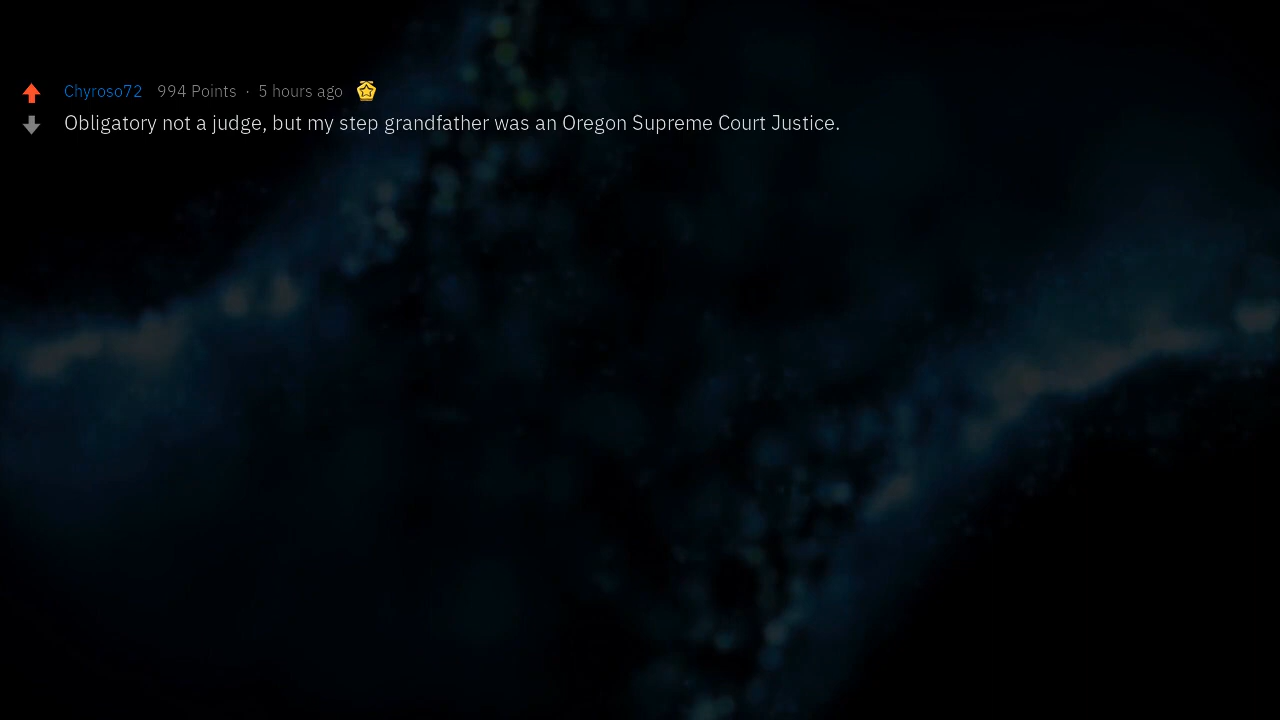 Chyroso72 994 Points · 5 hours ago
Obligatory not a judge, but my step grandfather was an Oregon Supreme Court Justice.